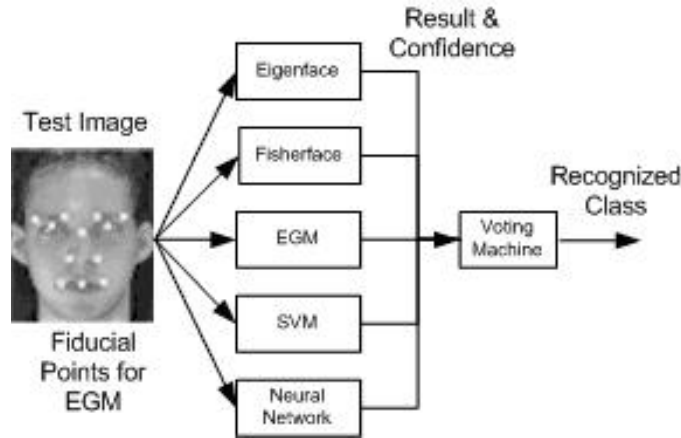 Test Image
Fiducial
Points for
EGM
Eigenface
Fisherface
EGM
SVM
Neural
Network
Result &
Confidence
Voting
Machine
Recognized
Class